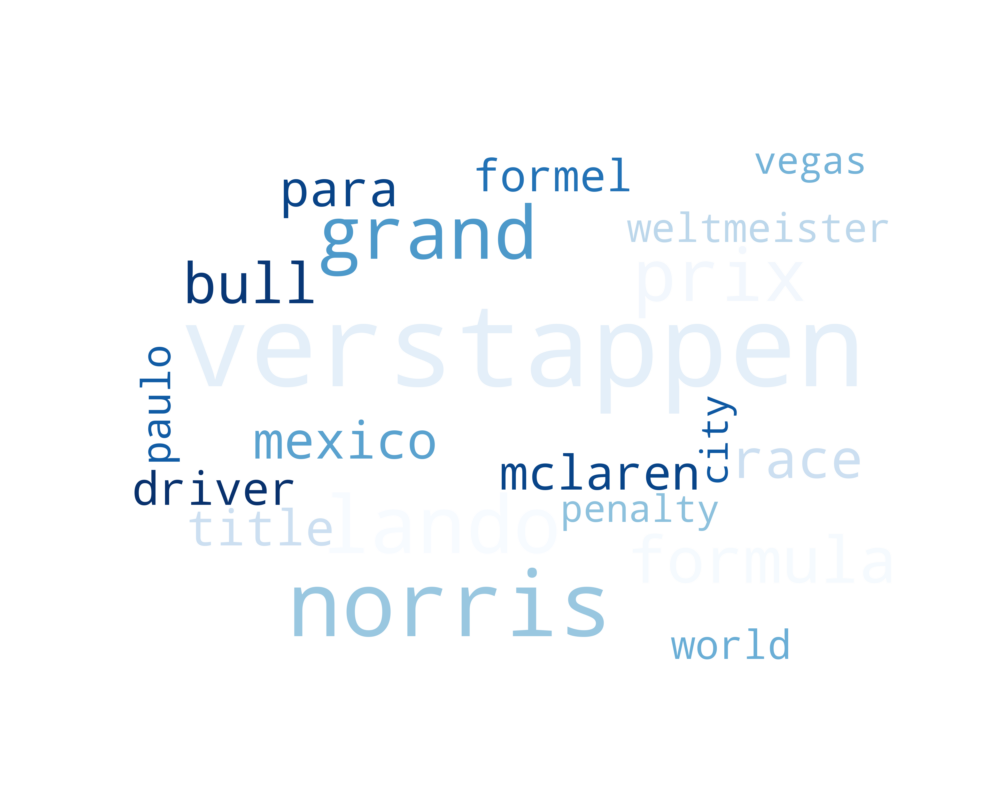 vegas
formel
para
weltmeister
grand
prix
bull
verstappen
paulo
city
mexico
race
mclaren
driver
penalty
title
lando
formula
norris
world